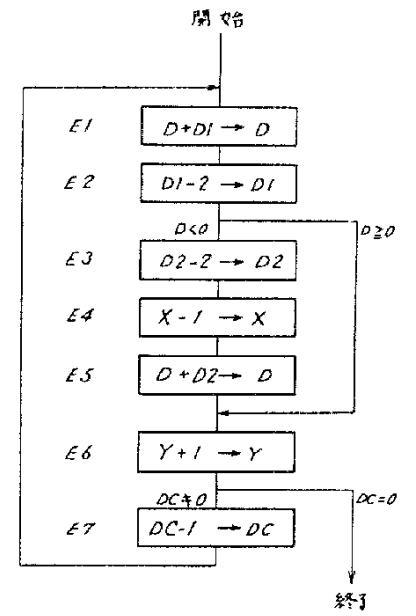 開始
E1 D+D1→D
E2 D1-2→D1
D<0 D≧0
E3 D2-2→D2
E4 X-1→X
E5 D+D2→D
E6 Y+1→Y
DC≠0 DC=0
E7 DC-1→DC
終了